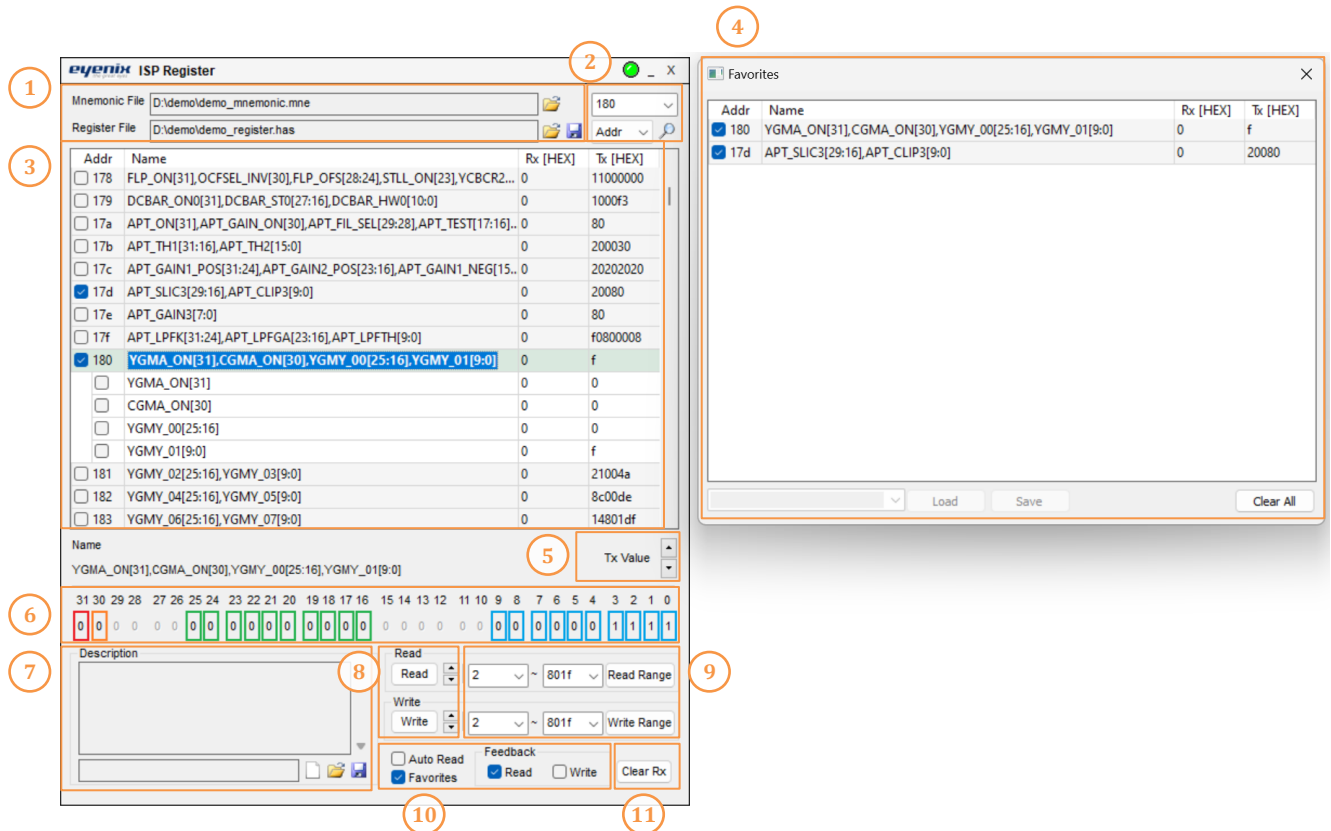 4
eyenix ISP Register
2
_ X
1
Mnemonic File D:\demo\demo_mnemonic.mne
180
Register File D:\demo\demo_register.has
Addr
3
Addr Name Rx [HEX] Tx [HEX]
178 FLP_ON[31],OCFSEL_INV[30],FLP_OFS[28:24],STLL_ON[23],YCBCR2... 0 11000000
179 DCBAR_ON0[31],DCBAR_ST0[27:16],DCBAR_HW0[10:0] 0 1000f3
17a APT_ON[31],APT_GAIN_ON[30],APT_FIL_SEL[29:28],APT_TEST[17:16].. 0 80
17b APT_TH1[31:16],APT_TH2[15:0] 0 200030
17c APT_GAIN1_POS[31:24],APT_GAIN2_POS[23:16],APT_GAIN1_NEG[15.. 0 20202020
17d APT_SLIC3[29:16],APT_CLIP3[9:0] 0 20080
17e APT_GAIN3[7:0] 0 80
17f APT_LPFK[31:24],APT_LPFGA[23:16],APT_LPFTH[9:0] 0 f0800008
180 YGMA_ON[31],CGMA_ON[30],YGMY_00[25:16],YGMY_01[9:0] 0 f
YGMA_ON[31] 0 0
CGMA_ON[30] 0 0
YGMY_00[25:16] 0 0
YGMY_01[9:0] 0 f
181 YGMY_02[25:16],YGMY_03[9:0] 0 21004a
182 YGMY_04[25:16],YGMY_05[9:0] 0 8c00de
183 YGMY_06[25:16],YGMY_07[9:0] 0 14801df
Name
YGMA_ON[31],CGMA_ON[30],YGMY_00[25:16],YGMY_01[9:0]
5
Tx Value
6
31 30 29 28 27 26 25 24 23 22 21 20 19 18 17 16 15 14 13 12 11 10 9 8 7 6 5 4 3 2 1 0
0 0 0 0 0 0 0 0 0 0 0 0 0 0 0 0 0 0 0 0 0 0 0 0 0 0 0 0 1 1 1 1
7
Description
8
Read
Read
2 ~ 801f Read Range
9
Write
Write
2 ~ 801f Write Range
Auto Read
Favorites
Feedback
Read Write
Clear Rx
10
11
Favorites
Addr Name Rx [HEX] Tx [HEX]
180 YGMA_ON[31],CGMA_ON[30],YGMY_00[25:16],YGMY_01[9:0] 0 f
17d APT_SLIC3[29:16],APT_CLIP3[9:0] 0 20080
Load Save Clear All